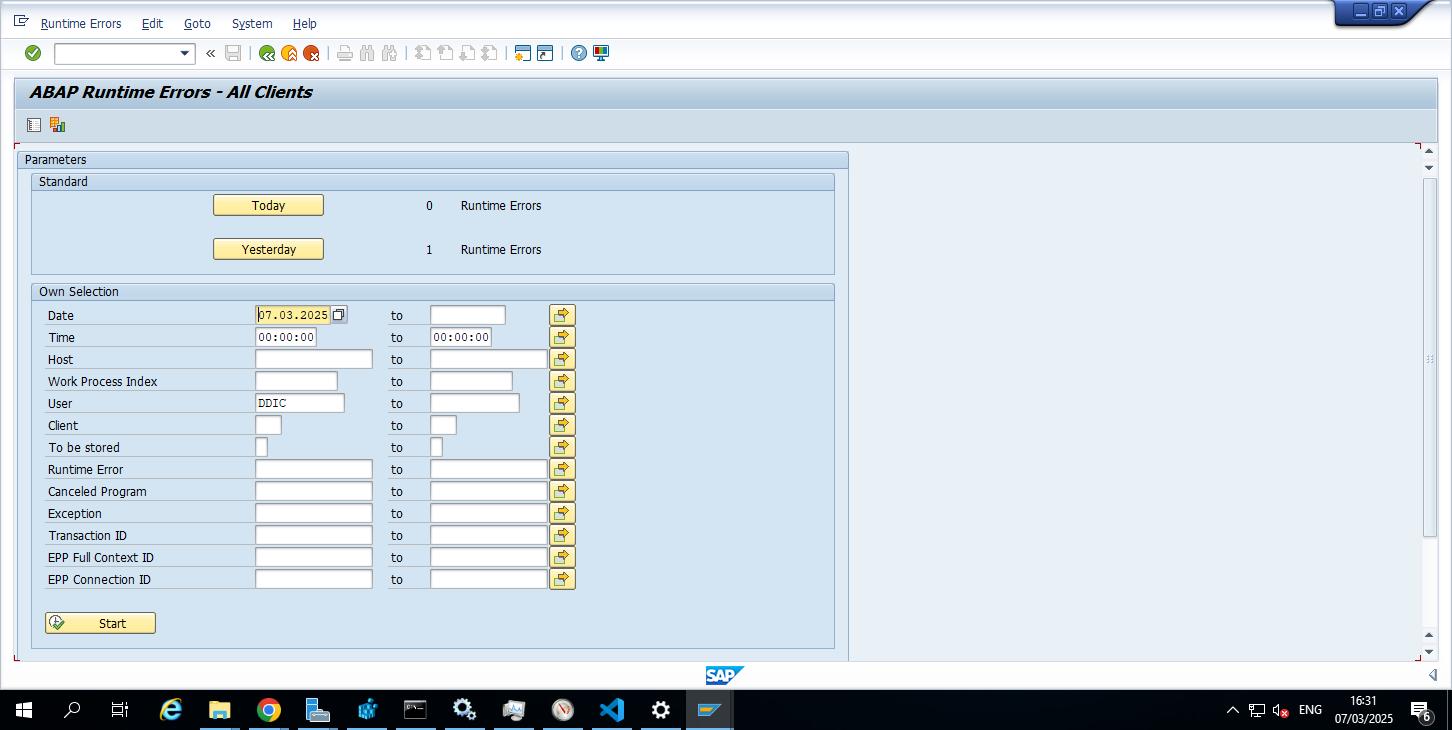 Runtime Errors Edit Goto System Help
ABAP Runtime Errors - All Clients
Parameters
Standard
Today 0 Runtime Errors
Yesterday 1 Runtime Errors
Own Selection
Date 07.03.2025 to
Time 00:00:00 to 00:00:00
Host to
Work Process Index to
User DDIC to
Client to
To be stored to
Runtime Error to
Canceled Program to
Exception to
Transaction ID to
EPP Full Context ID to
EPP Connection ID to
Start
SAP
ENG 16:31
07/03/2025
6